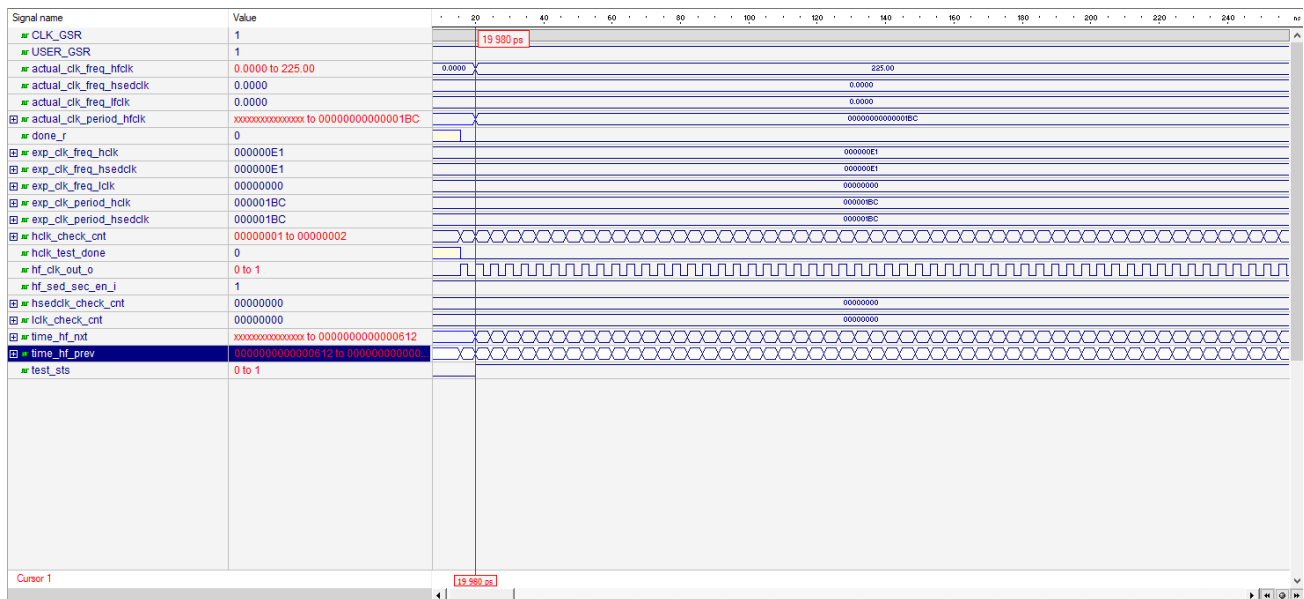 Signal name Value 20 40 60 80 100 120 140 160 180 200 220 240 ns
CLK_GSR 1 19 980 ps
USER_GSR 1
actual_clk_freq_hfclk 0.0000 to 225.00 0.0000 225.00
actual_clk_freq_hsedclk 0.0000 0.0000
actual_clk_freq_lfclk 0.0000 0.0000
actual_clk_period_hfclk xxxxxxxxxxxxxxxx to 00000000000001BC 00000000000001BC
done_r 0
exp_clk_freq_hclk 000000E1 000000E1
exp_clk_freq_hsedclk 000000E1 000000E1
exp_clk_freq_lclk 00000000 00000000
exp_clk_period_hclk 000001BC 000001BC
exp_clk_period_hsedclk 000001BC 000001BC
hclk_check_cnt 00000001 to 00000002
hclk_test_done 0
hf_clk_out_o 0 to 1
hf_sed_sec_en_i 1
hsedclk_check_cnt 00000000 00000000
lclk_check_cnt 00000000 00000000
time_hf_nxt xxxxxxxxxxxxxxxx to 0000000000000612
time_hf_prev 0000000000000612 to 000000000000...
test_sts 0 to 1
Cursor 1 19 980 ps